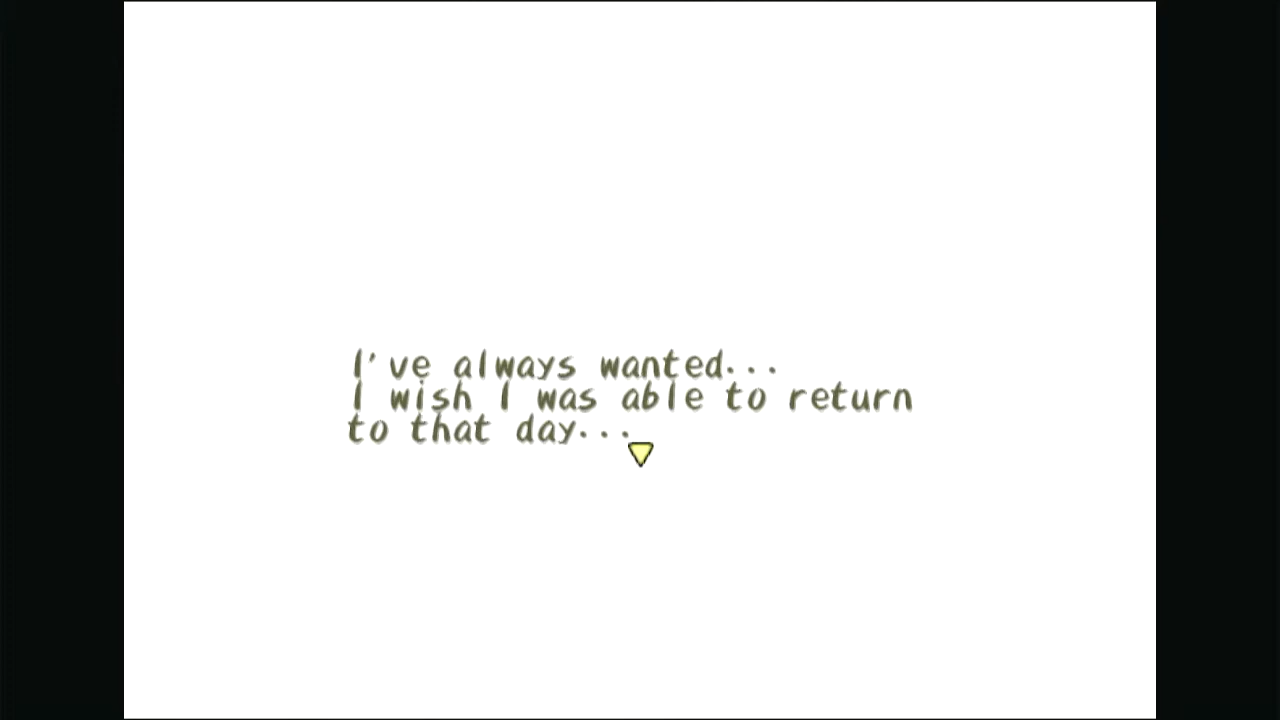 I've always wanted...
I wish I was able to return
to that day...